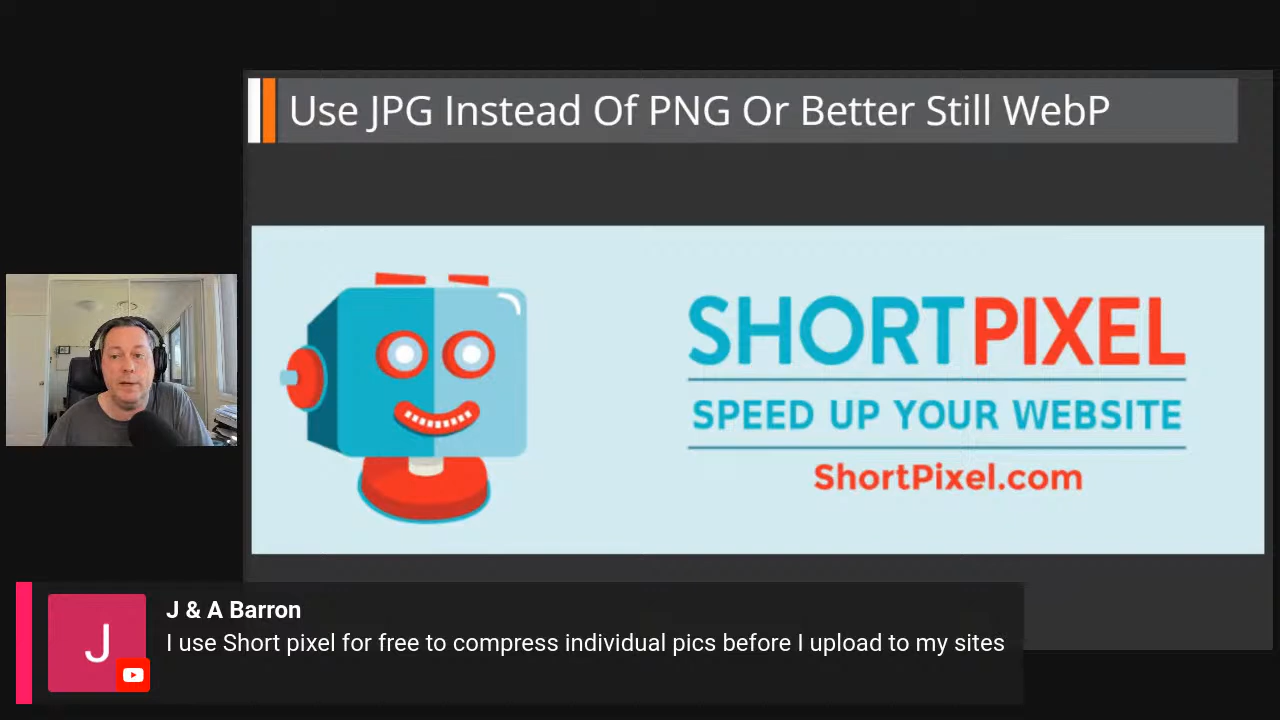 Use JPG Instead Of PNG Or Better Still WebP
SHORTPIXEL
SPEED UP YOUR WEBSITE
ShortPixel.com
J
J & A Barron
I use Short pixel for free to compress individual pics before I upload to my sites